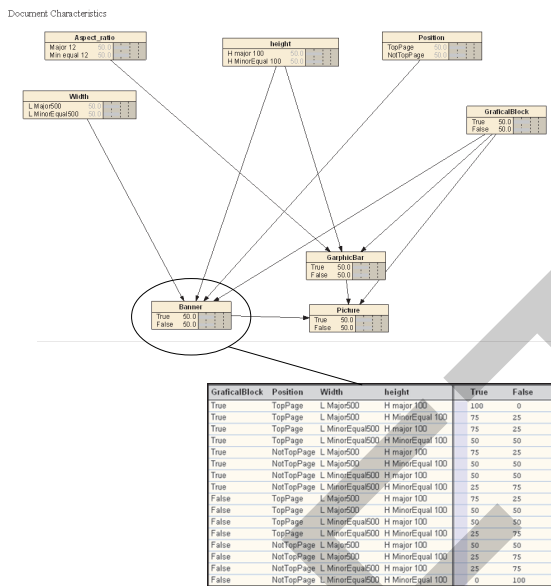 Document Characteristics
Aspect_ratio
Major 12 50.0
Min equal 12 50.0
height
H major 100 50.0
H MinorEqual 100 50.0
Position
TopPage 50.0
NotTopPage 50.0
Width
L Major500 50.0
L MinorEqual500 50.0
GraficalBlock
True 50.0
False 50.0
GarphicBar
True 50.0
False 50.0
Banner
True 50.0
False 50.0
Picture
True 50.0
False 50.0
GraficalBlock Position Width height True False
True TopPage L Major500 H major 100 100 0
True TopPage L Major500 H MinorEqual 100 75 25
True TopPage L MinorEqual500 H major 100 75 25
True TopPage L MinorEqual500 H MinorEqual 100 50 50
True NotTopPage L Major500 H major 100 75 25
True NotTopPage L Major500 H MinorEqual 100 50 50
True NotTopPage L MinorEqual500 H major 100 50 50
True NotTopPage L MinorEqual500 H MinorEqual 100 25 75
False TopPage L Major500 H major 100 75 25
False TopPage L Major500 H MinorEqual 100 50 50
False TopPage L MinorEqual500 H major 100 50 50
False TopPage L MinorEqual500 H MinorEqual 100 25 75
False NotTopPage L Major500 H major 100 50 50
False NotTopPage L Major500 H MinorEqual 100 25 75
False NotTopPage L MinorEqual500 H major 100 25 75
False NotTopPage L MinorEqual500 H MinorEqual 100 100